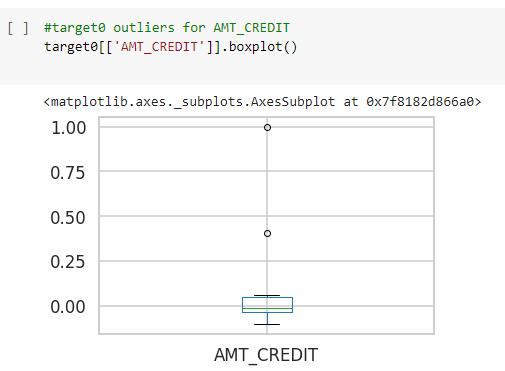 [ ] #target0 outliers for AMT_CREDIT
target0[['AMT_CREDIT']].boxplot()
<matplotlib.axes._subplots.AxesSubplot at 0x7f8182d866a0>
1.00
0.75
0.50
0.25
0.00
AMT_CREDIT